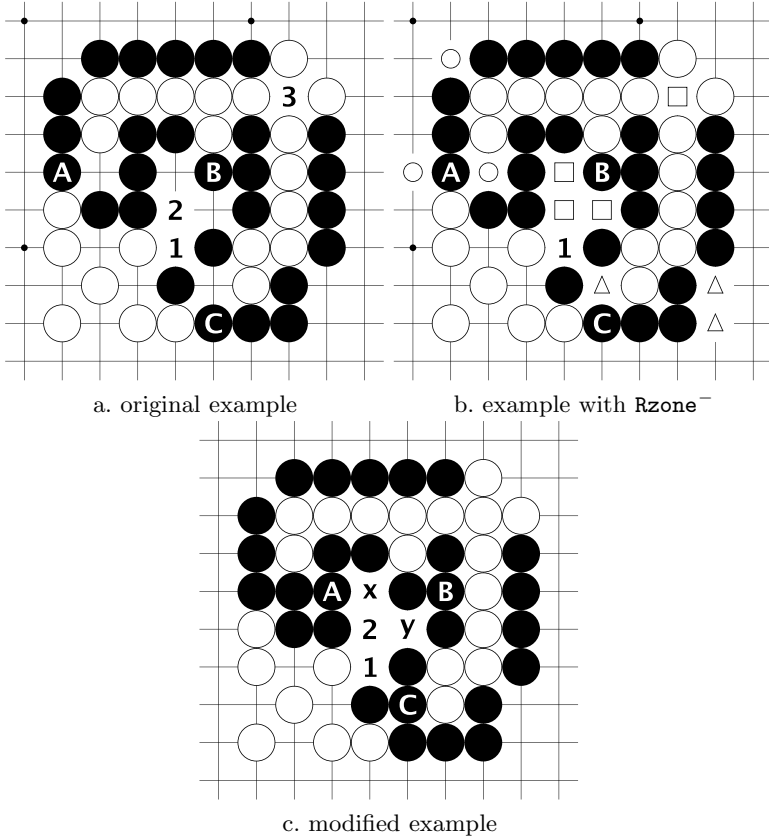 3
A B
2
1
C
a. original example
A B
1
C
b. example with Rzone⁻
A x B
2 y
1
C
c. modified example